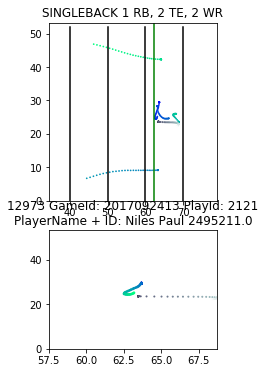 SINGLEBACK 1 RB, 2 TE, 2 WR
50
40
30
20
10
0
40 50 60 70
12973 GameId: 2017092413 PlayId: 2121
PlayerName + ID: Niles Paul 2495211.0
40
20
0
57.5 60.0 62.5 65.0 67.5